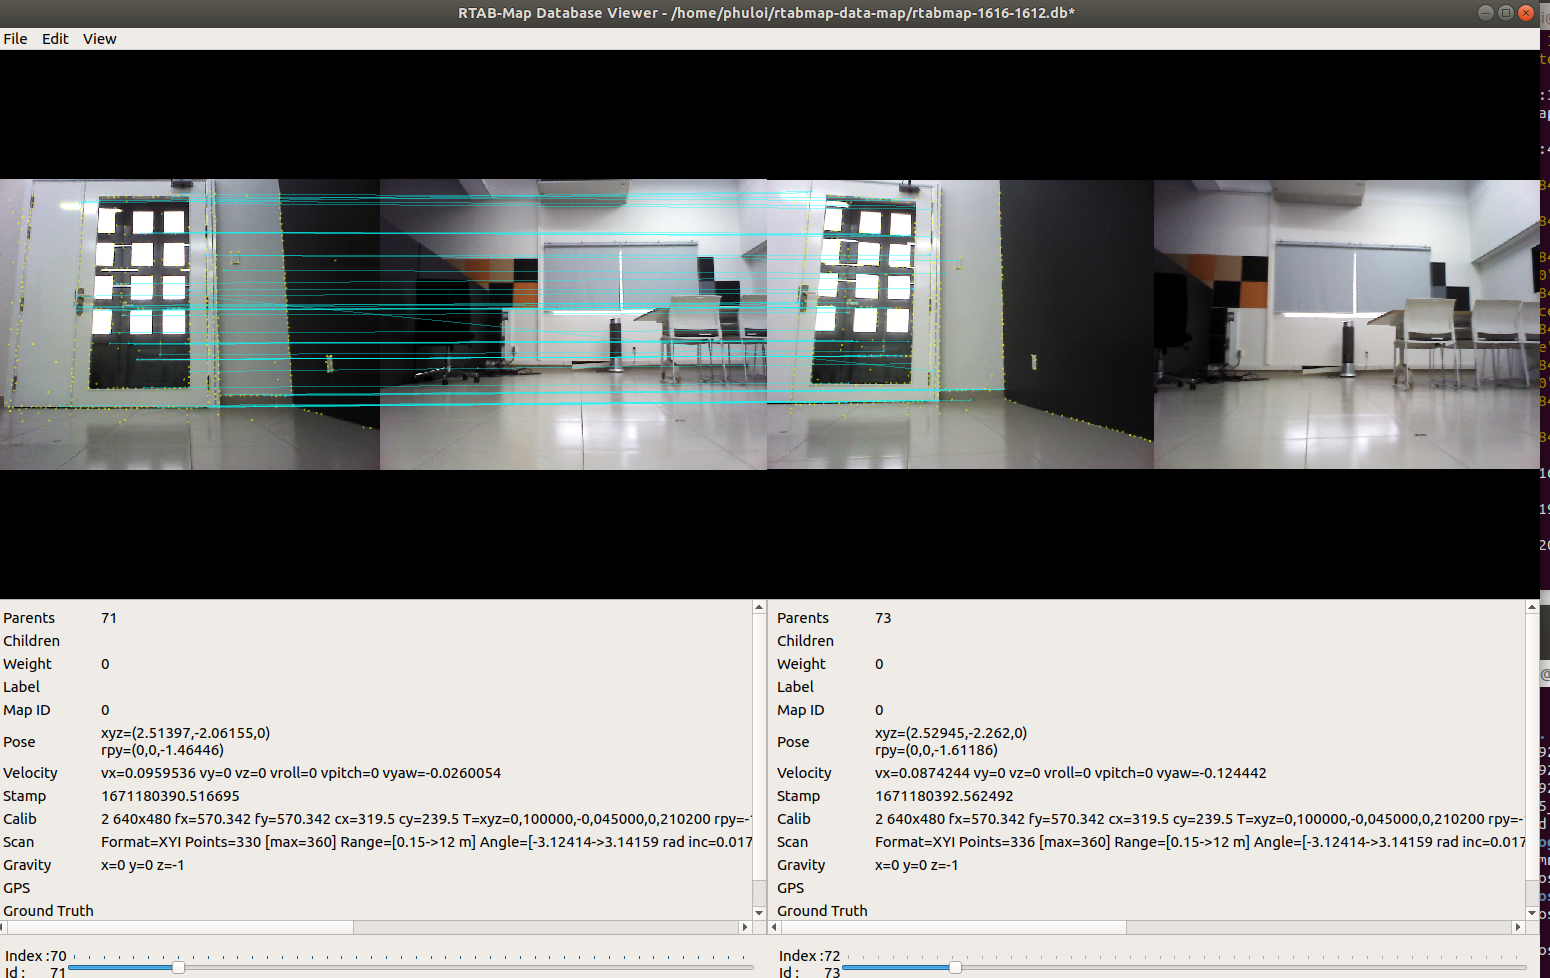 RTAB-Map Database Viewer - /home/phuloi/rtabmap-data-map/rtabmap-1616-1612.db*
File Edit View
Parents 71
Children
Weight 0
Label
Map ID 0
Pose xyz=(2.51397,-2.06155,0)
rpy=(0,0,-1.46446)
Velocity vx=0.0959536 vy=0 vz=0 vroll=0 vpitch=0 vyaw=-0.0260054
Stamp 1671180390.516695
Calib 2 640x480 fx=570.342 fy=570.342 cx=319.5 cy=239.5 T=xyz=0,100000,-0,045000,0,210200 rpy=-
Scan Format=XYI Points=330 [max=360] Range=[0.15->12 m] Angle=[-3.12414->3.14159 rad inc=0.017
Gravity x=0 y=0 z=-1
GPS
Ground Truth
Index :70
Id : 71
Parents 73
Children
Weight 0
Label
Map ID 0
Pose xyz=(2.52945,-2.262,0)
rpy=(0,0,-1.61186)
Velocity vx=0.0874244 vy=0 vz=0 vroll=0 vpitch=0 vyaw=-0.124442
Stamp 1671180392.562492
Calib 2 640x480 fx=570.342 fy=570.342 cx=319.5 cy=239.5 T=xyz=0,100000,-0,045000,0,210200 rpy=-
Scan Format=XYI Points=336 [max=360] Range=[0.15->12 m] Angle=[-3.12414->3.14159 rad inc=0.017
Gravity x=0 y=0 z=-1
GPS
Ground Truth
Index :72
Id : 73